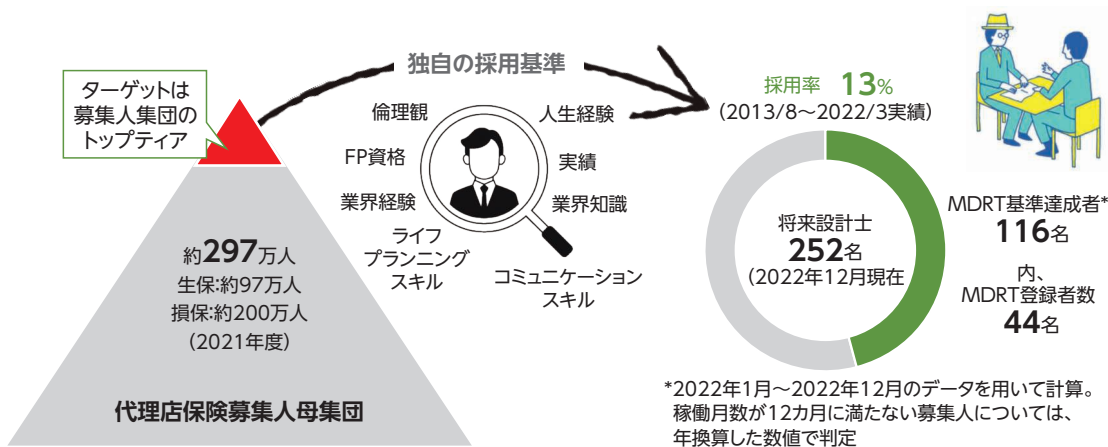 ターゲットは
募集人集団の
トップティア
約297万人
生保:約97万人
損保:約200万人
(2021年度)
代理店保険募集人母集団
独自の採用基準
倫理観
人生経験
FP資格
実績
業界経験
業界知識
ライフ
プランニング
スキル
コミュニケーション
スキル
採用率 13%
(2013/8～2022/3実績)
将来設計士
252名
(2022年12月現在
MDRT基準達成者*
116名
内、
MDRT登録者数
44名
*2022年1月～2022年12月のデータを用いて計算。
稼働月数が12カ月に満たない募集人については、
年換算した数値で判定